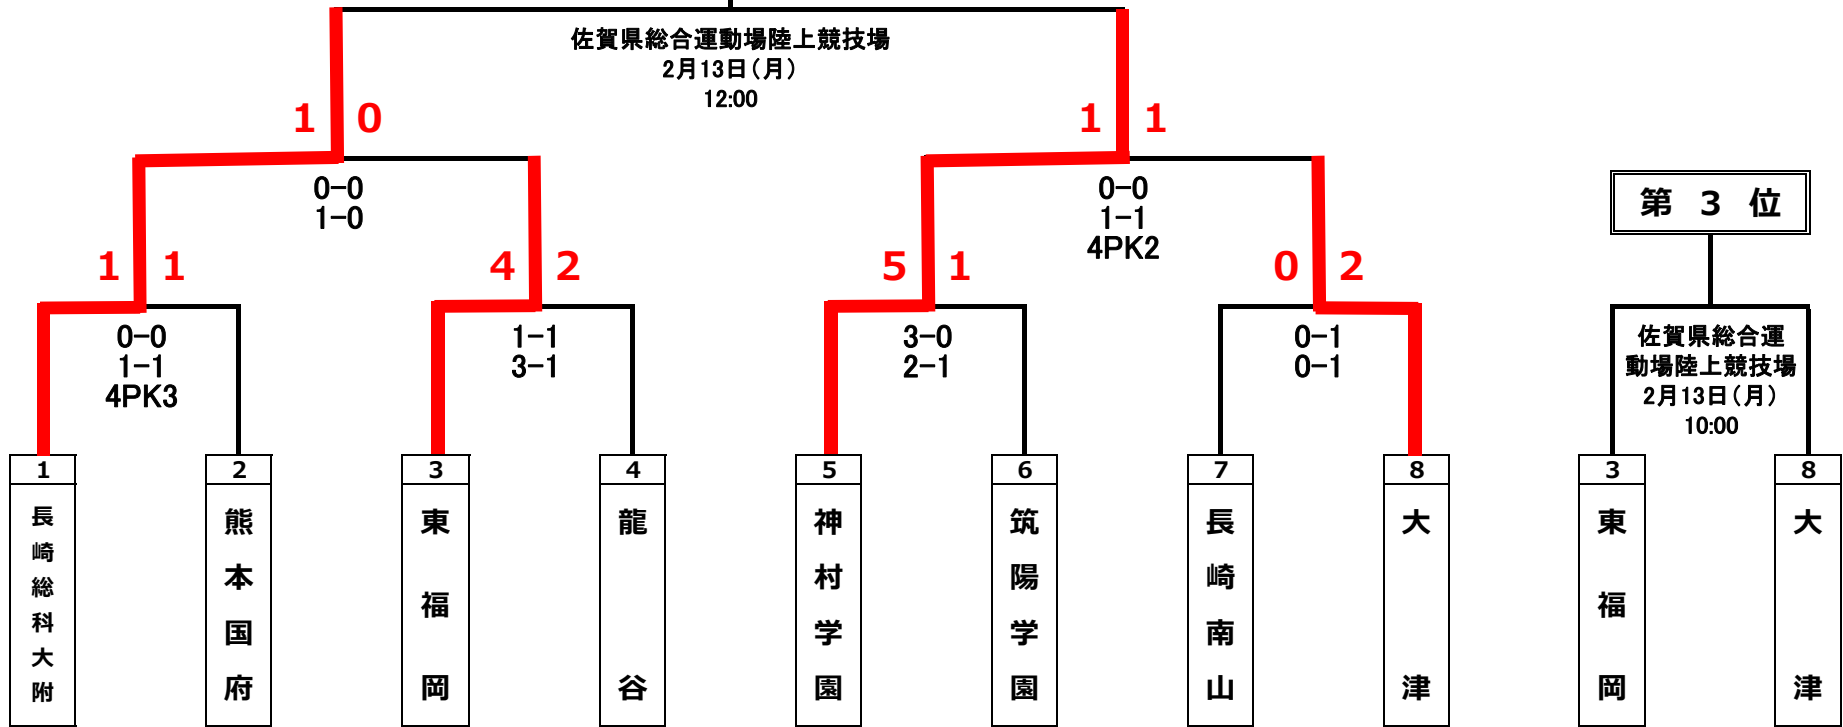 佐賀県総合運動場陸上競技場
2月13日(月)
12:00
1 0
1 1
0-0
1-0
0-0
1-1
4PK2
第 3 位
1 1
4 2
5 1
0 2
0-0
1-1
4PK3
1-1
3-1
3-0
2-1
0-1
0-1
佐賀県総合運
動場陸上競技場
2月13日(月)
10:00
1
長崎総科大附
2
熊本国府
3
東福岡
4
龍谷
5
神村学園
6
筑陽学園
7
長崎南山
8
大津
3
東福岡
8
大津